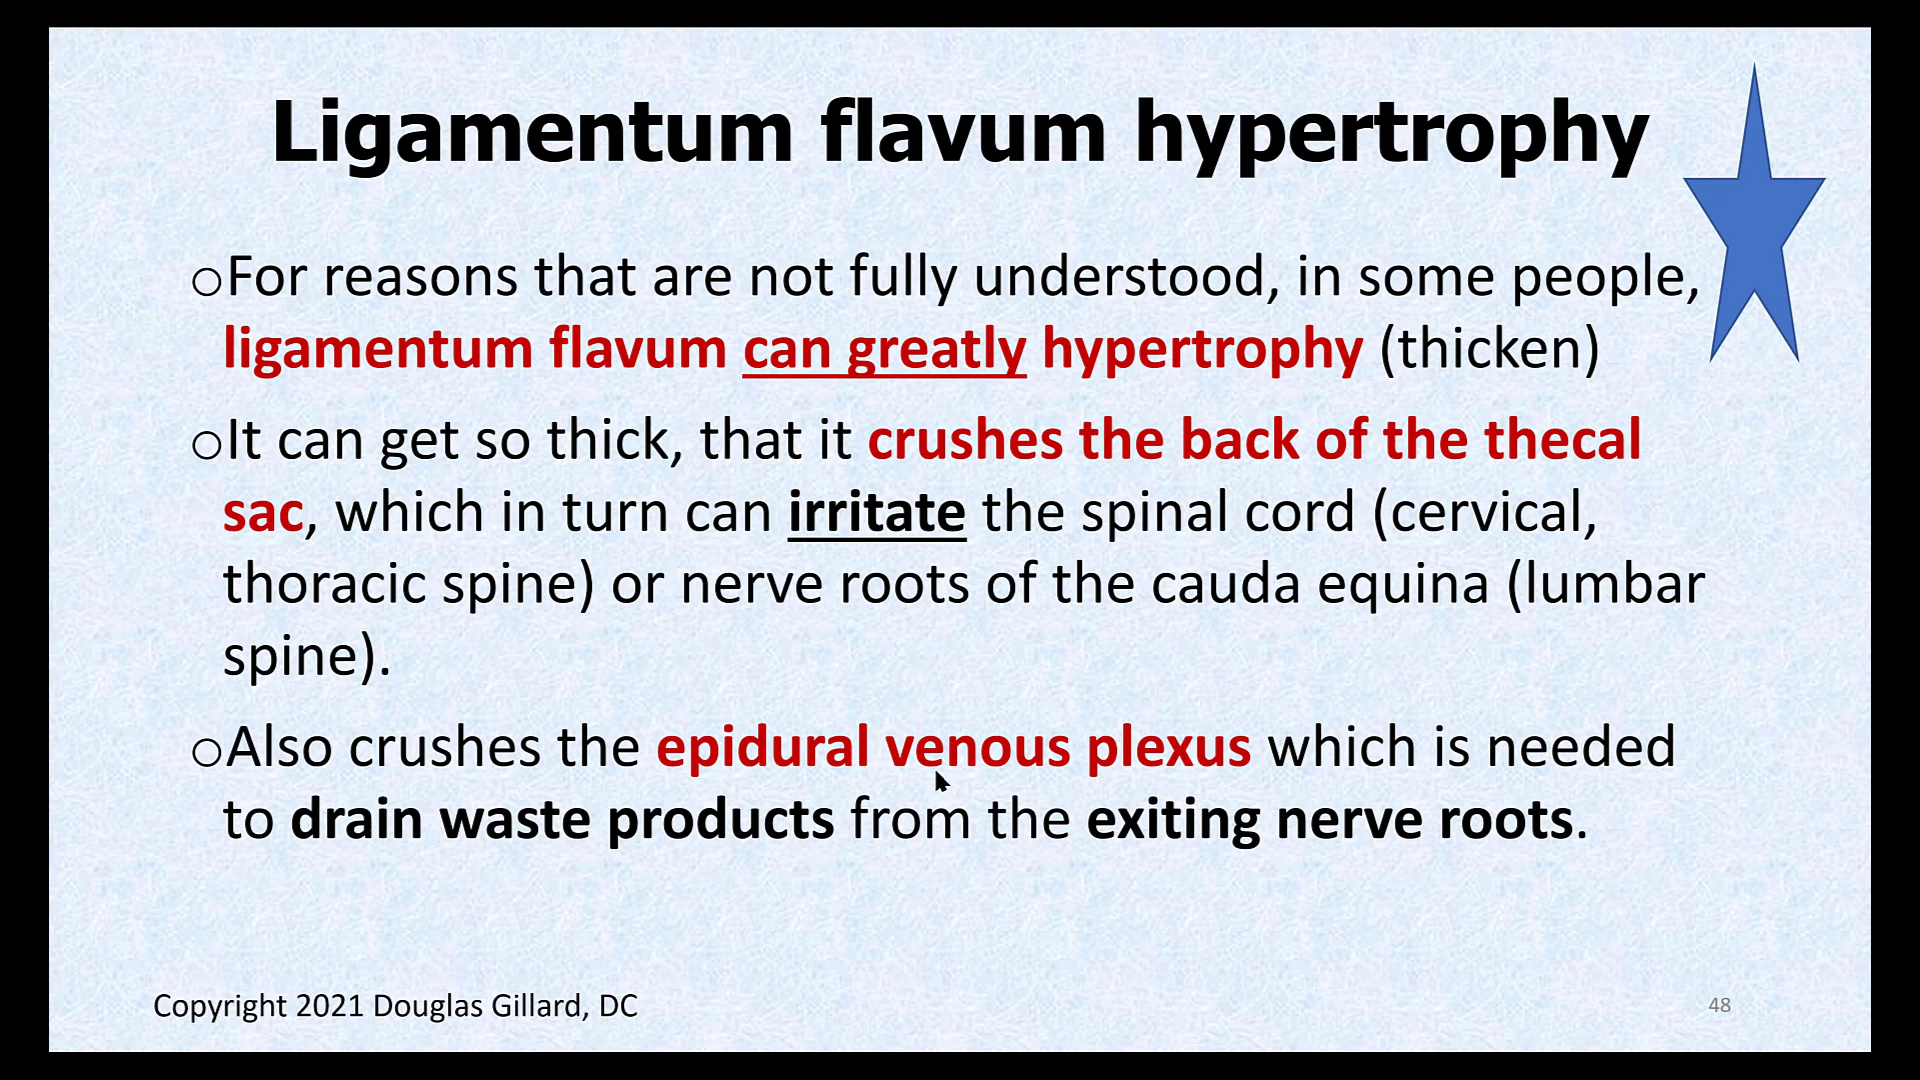 Ligamentum flavum hypertrophy
oFor reasons that are not fully understood, in some people,
ligamentum flavum can greatly hypertrophy (thicken)
oIt can get so thick, that it crushes the back of the thecal
sac, which in turn can irritate the spinal cord (cervical,
thoracic spine) or nerve roots of the cauda equina (lumbar
spine).
oAlso crushes the epidural venous plexus which is needed
to drain waste products from the exiting nerve roots.
Copyright 2021 Douglas Gillard, DC
48